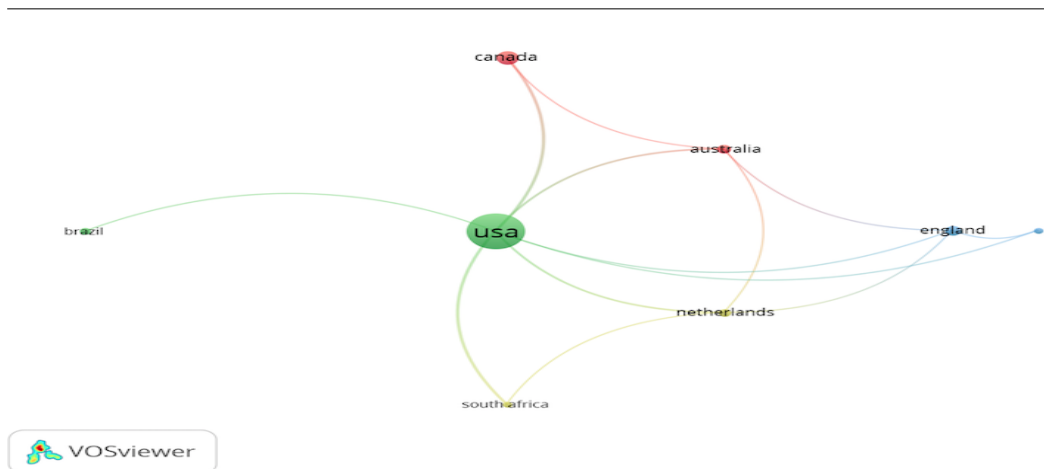 canada
australia
brazil
usa
england
netherlands
south africa
VOSviewer